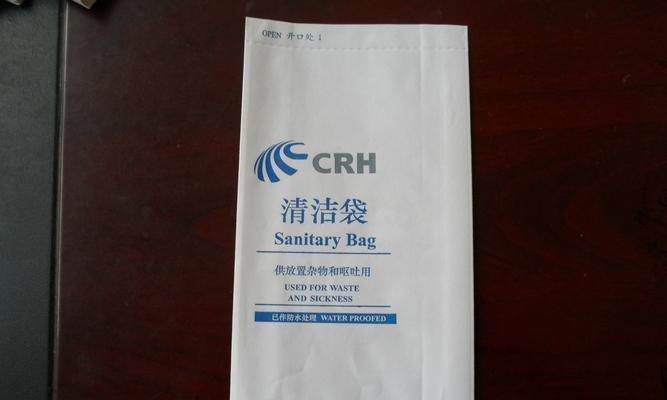 OPEN 开口处 1
CRH
清洁袋
Sanitary Bag
供放置杂物和呕吐用
USED FOR WASTE
AND SICKNESS
已作防水处理 WATER PROOFED